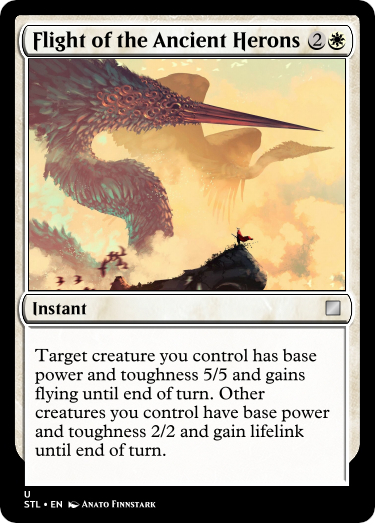 Flight of the Ancient Herons 2
Instant
Target creature you control has base
power and toughness 5/5 and gains
flying until end of turn. Other
creatures you control have base power
and toughness 2/2 and gain lifelink
until end of turn.
U
STL • EN Anato Finnstark